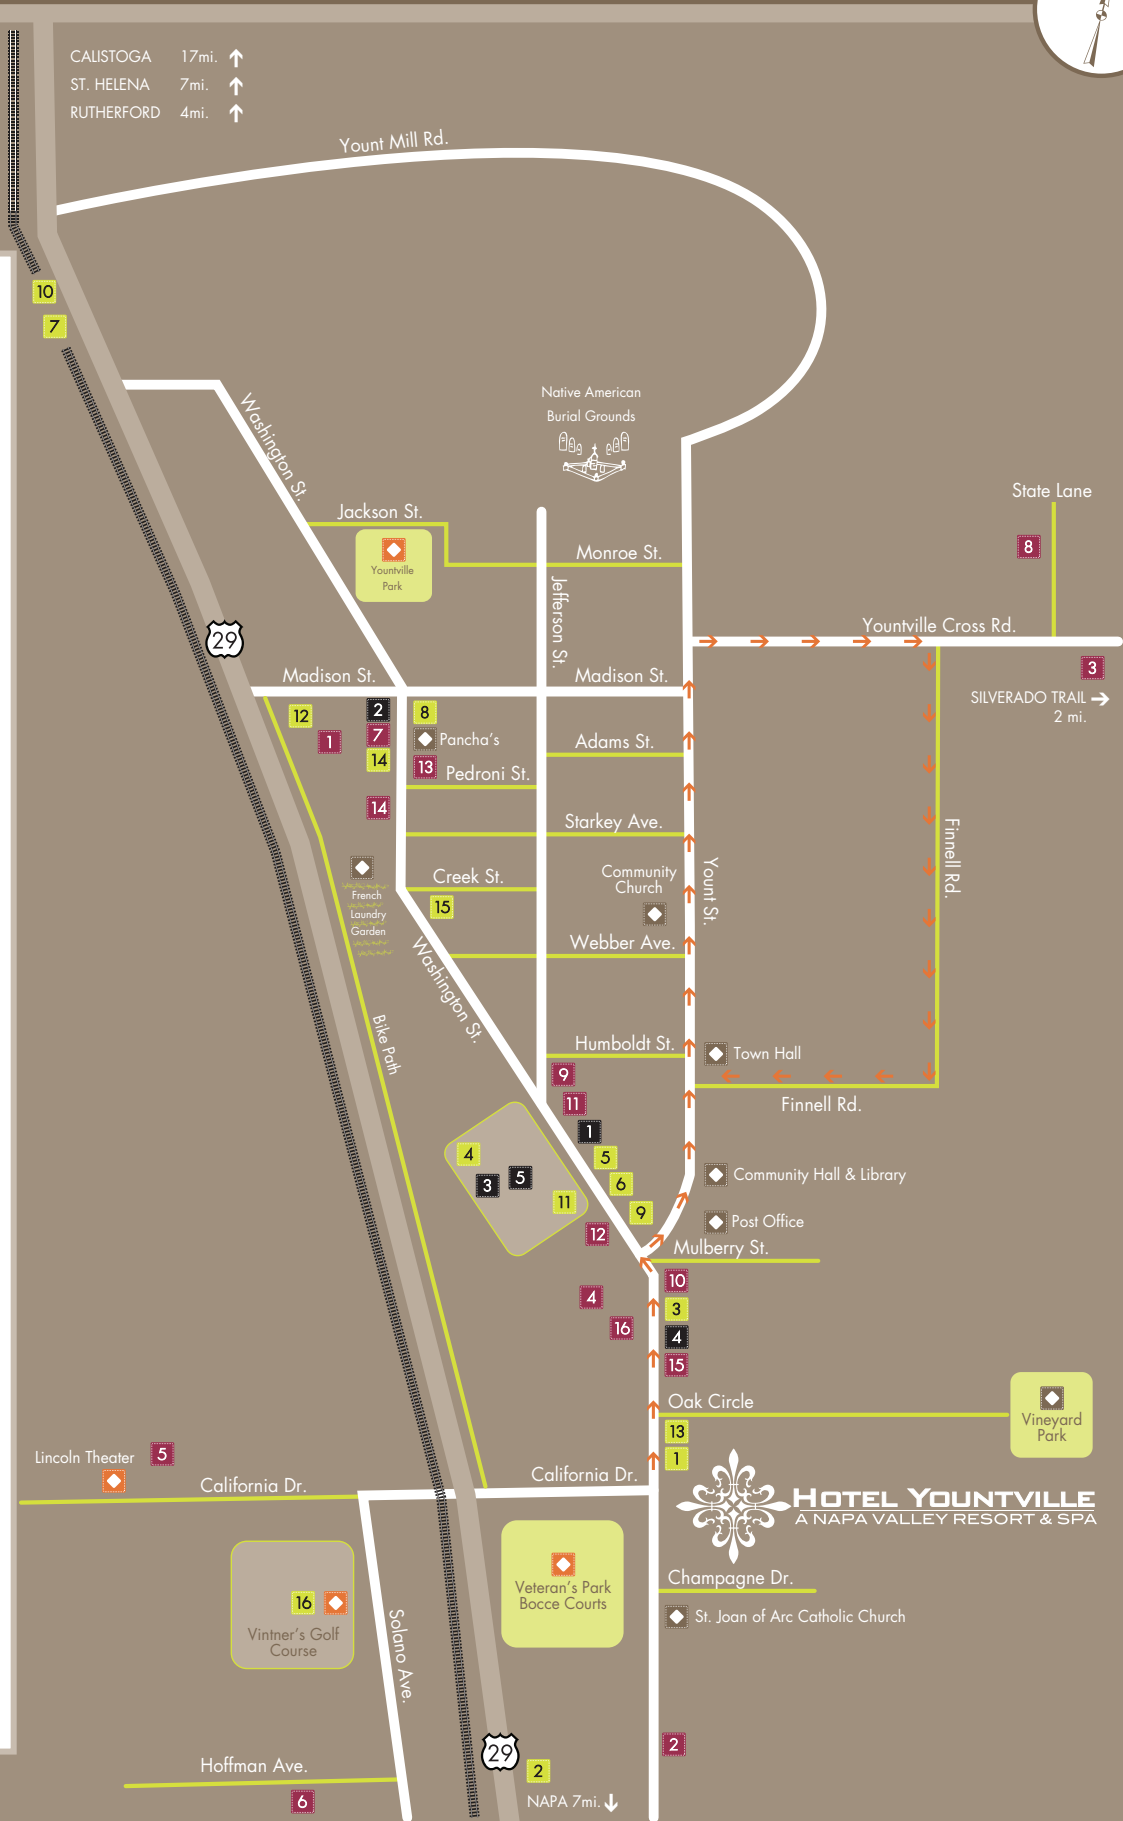 CALISTOGA 17mi.
ST. HELENA 7mi.
RUTHERFORD 4mi.
Yount Mill Rd.
10
7
Native American
Burial Grounds
Washington St.
State Lane
Jackson St.
8
Yountville
Park
Monroe St.
Jefferson St.
Yountville Cross Rd.
29
3
Madison St.
Madison St.
SILVERADO TRAIL
2 mi.
12
2
8
1
7
Pancha's
Adams St.
14
13
Pedroni St.
14
Starkey Ave.
Finnell Rd.
Yount St.
Community
Church
Creek St.
French
Laundry
Garden
15
Webber Ave.
Washington St.
Bike Path
Humboldt St.
Town Hall
9
Finnell Rd.
11
1
4
5
3
5
6
Community Hall & Library
11
9
Post Office
12
Mulberry St.
10
4
3
16
4
15
Oak Circle
Vineyard
Park
13
1
Lincoln Theater
5
California Dr.
California Dr.
HOTEL YOUNTVILLE
A NAPA VALLEY RESORT & SPA
Veteran's Park
Bocce Courts
Champagne Dr.
16
St. Joan of Arc Catholic Church
Vintner's Golf
Course
Solano Ave.
29
2
2
Hoffman Ave.
6
NAPA 7mi.